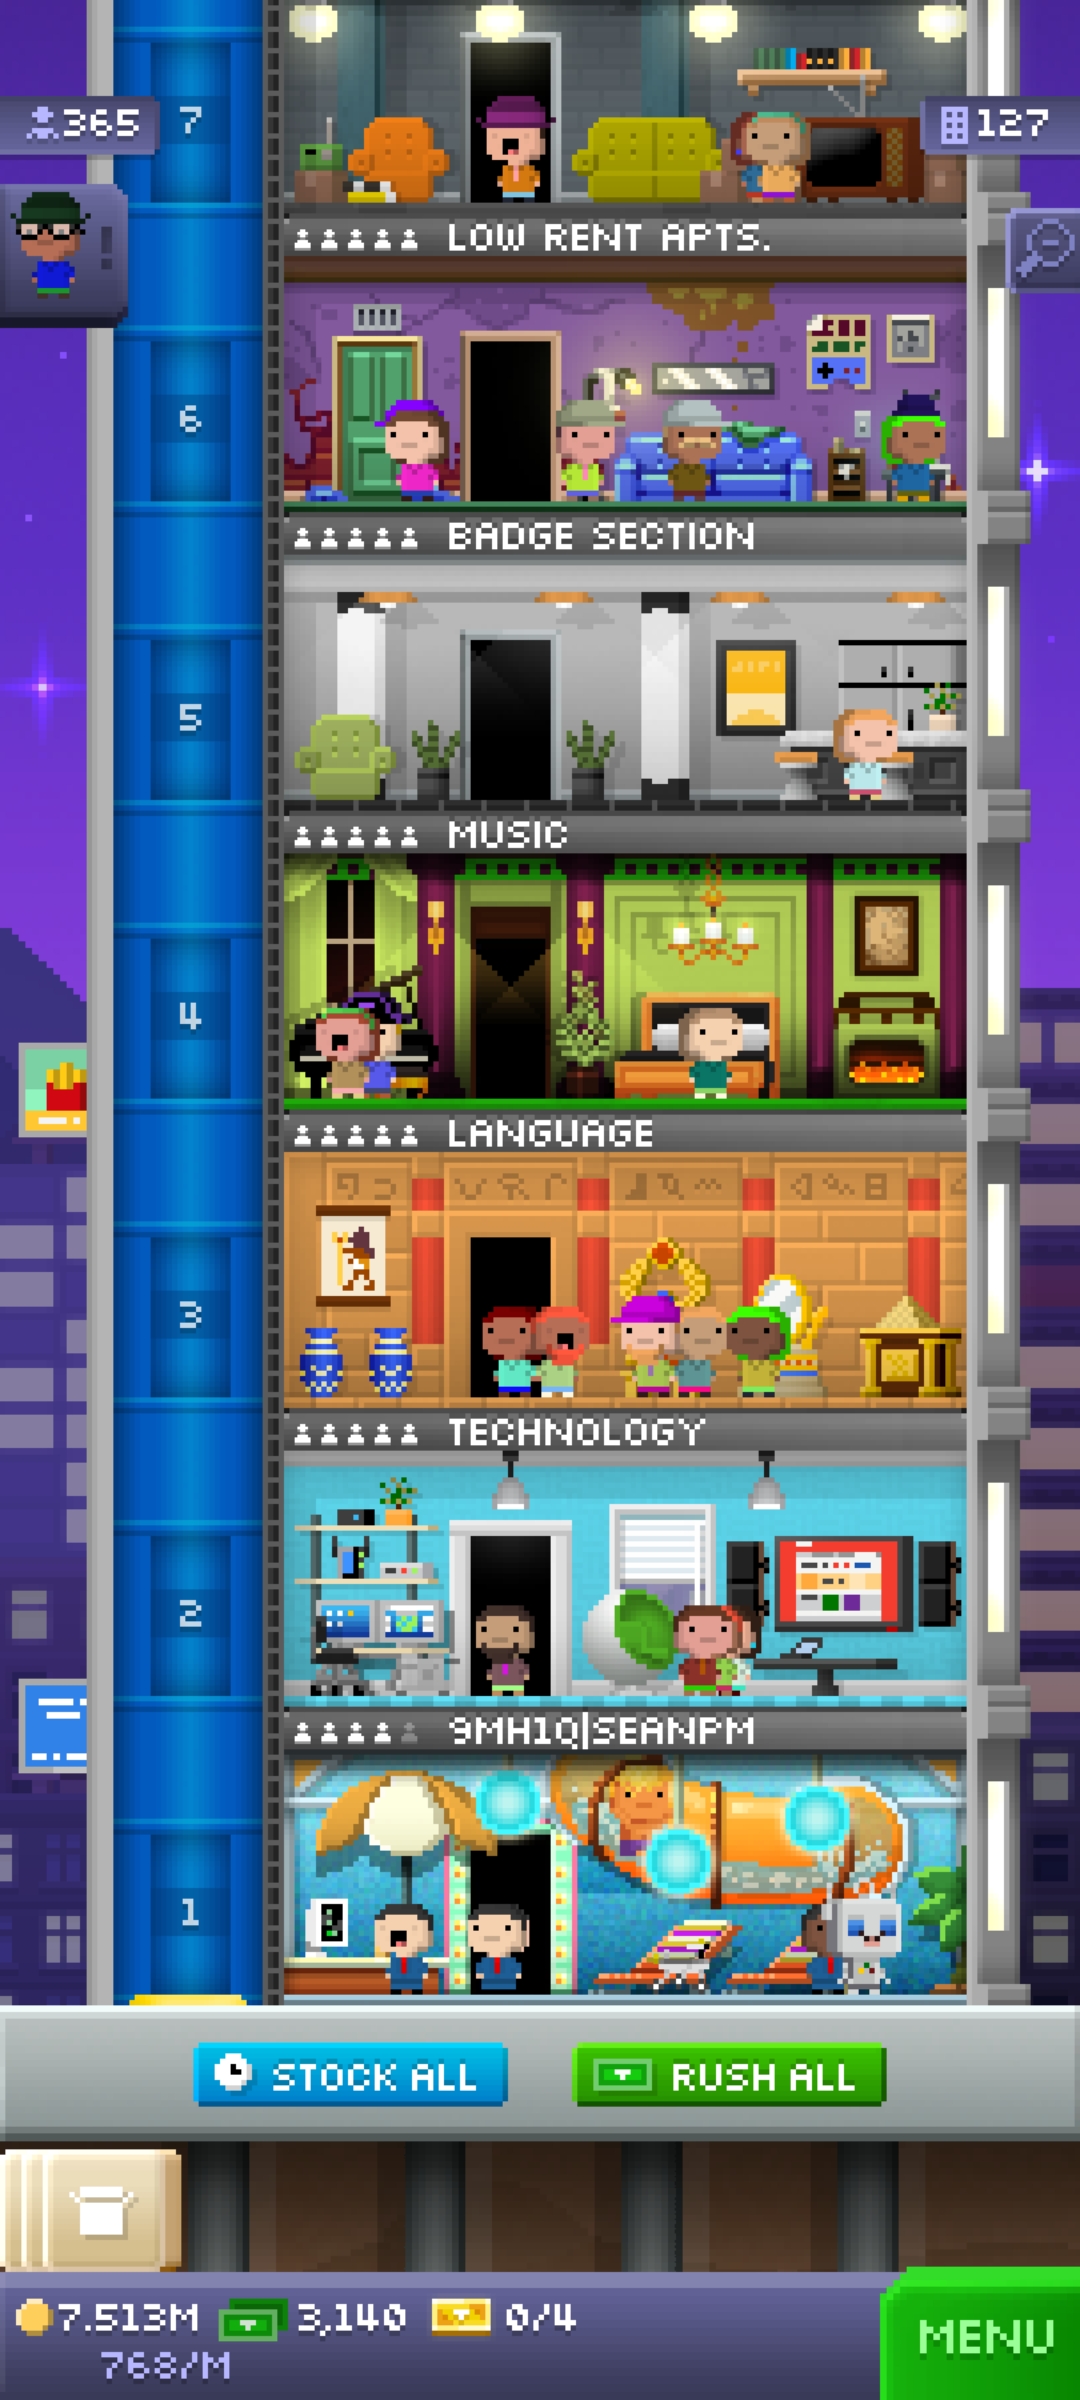 7
365
127
LOW RENT APTS.
6
BADGE SECTION
5
MUSIC
4
LANGUAGE
3
TECHNOLOGY
2
9MH1Q|SEANPM
1
STOCK ALL
RUSH ALL
7.513M
3,140
0/4
768/M
MENU